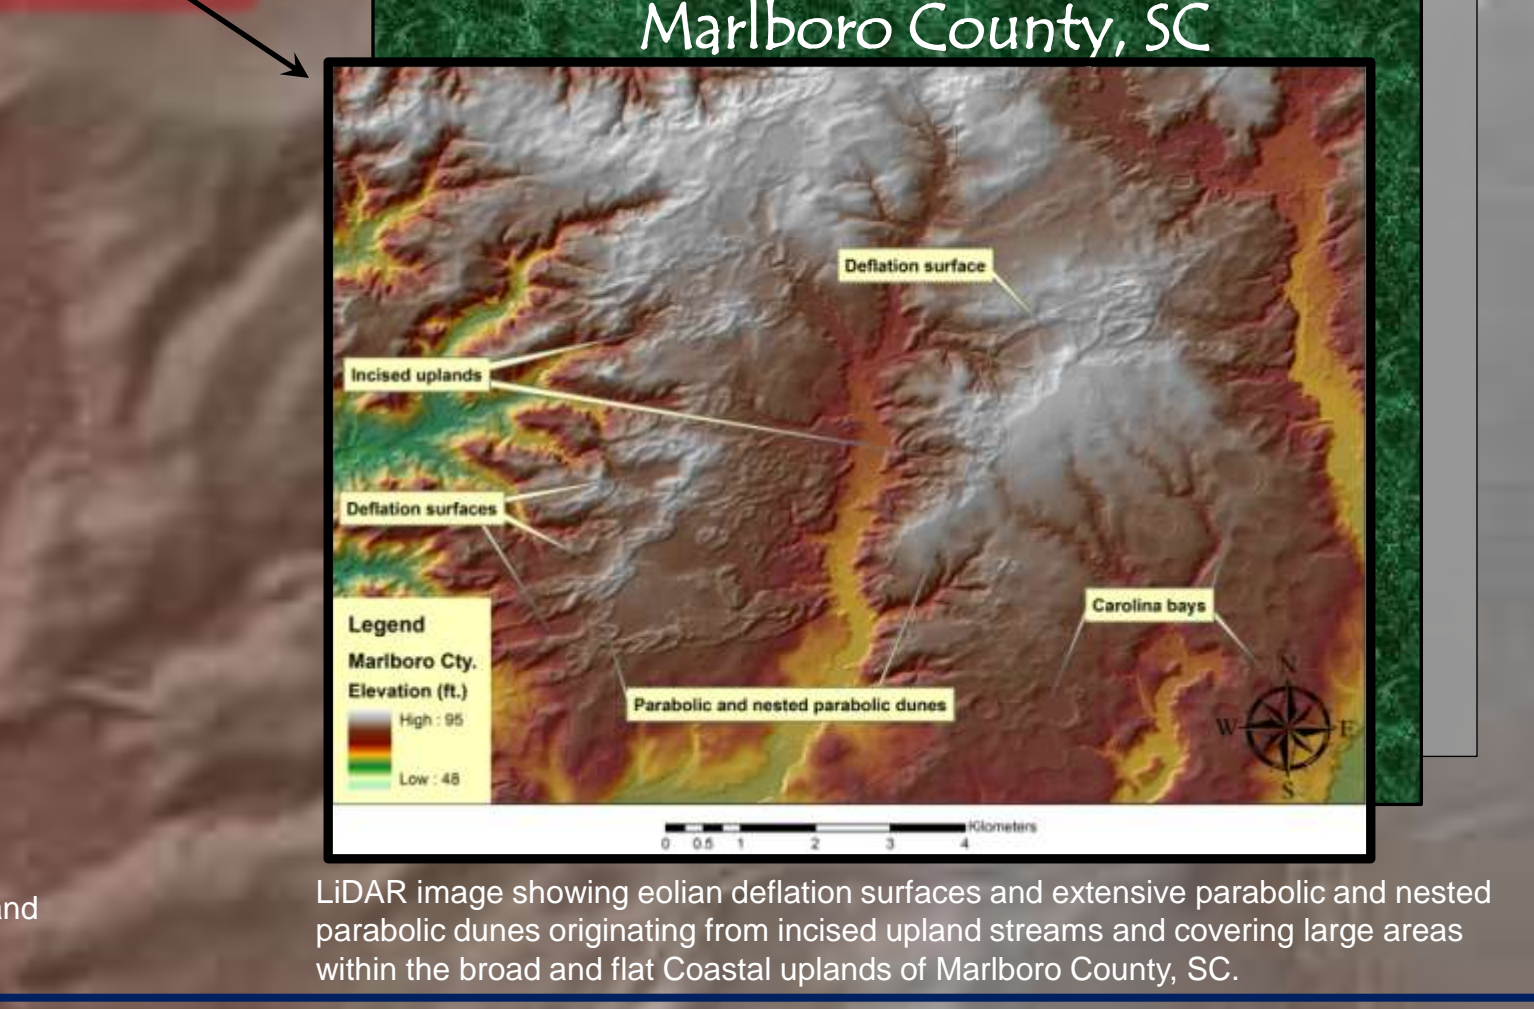 Marlboro County, SC
Deflation surface
Incised uplands
Deflation surfaces
Carolina bays
Legend
Marlboro Cty.
Elevation (ft.)
High : 95
Low : 48
Parabolic and nested parabolic dunes
N
W E
S
Kilometers
0 0.5 1 2 3 4
and
LiDAR image showing eolian deflation surfaces and extensive parabolic and nested
parabolic dunes originating from incised upland streams and covering large areas
within the broad and flat Coastal uplands of Marlboro County, SC.